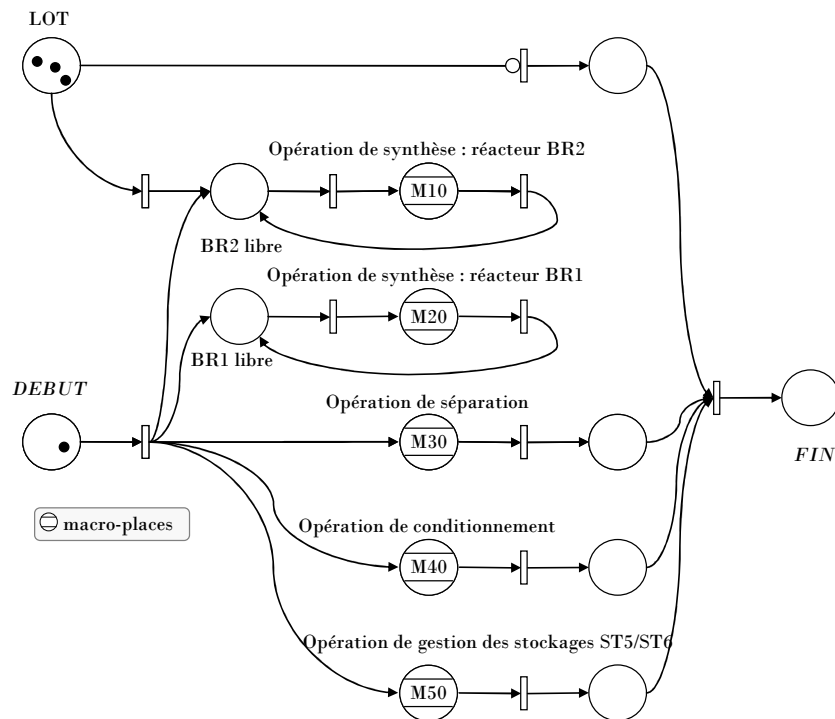 LOT
Opération de synthèse : réacteur BR2
M10
BR2 libre
Opération de synthèse : réacteur BR1
M20
BR1 libre
DEBUT
Opération de séparation
M30
FIN
macro-places
Opération de conditionnement
M40
Opération de gestion des stockages ST5/ST6
M50